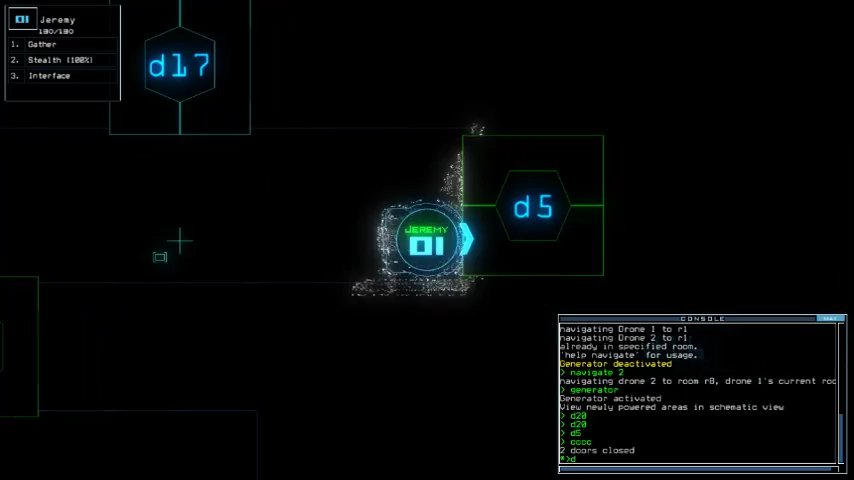 01 Jeremy
130/130
1. Gather
2. Stealth (100%)
3. Interface
d17
d5
JEREMY
01
CONSOLE
navigating Drone 1 to r1
navigating Drone 2 to r1
already in specified room.
'help navigate' for usage.
Generator deactivated
> navigate 2
navigating drone 2 to room r8, drone 1's current roo
> generator
Generator activated
View newly powered areas in schematic view
> d20
> d20
> d5
> cccc
2 doors closed
>d